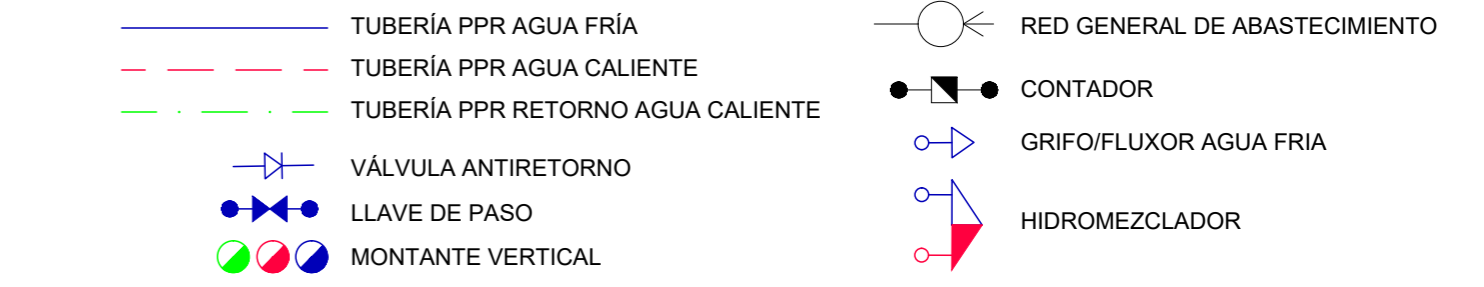 TUBERÍA PPR AGUA FRÍA
TUBERÍA PPR AGUA CALIENTE
TUBERÍA PPR RETORNO AGUA CALIENTE
VÁLVULA ANTIRETORNO
LLAVE DE PASO
MONTANTE VERTICAL
RED GENERAL DE ABASTECIMIENTO
CONTADOR
GRIFO/FLUXOR AGUA FRIA
HIDROMEZCLADOR